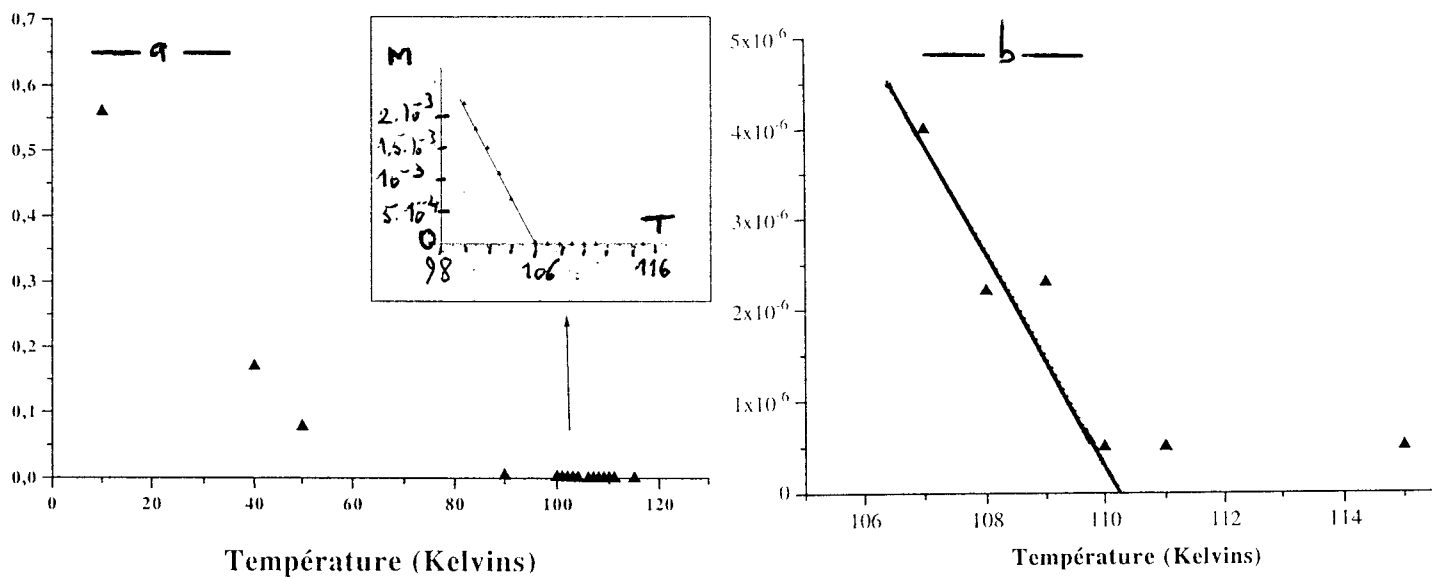 0,7
0,6
0,5
0,4
0,3
0,2
0,1
0,0
0 20 40 60 80 100 120
Température (Kelvins)
a
M
2.10⁻³
1,5.10⁻³
10⁻³
5.10⁻⁴
O
T
98 106 116
b
5x10⁻⁶
4x10⁻⁶
3x10⁻⁶
2x10⁻⁶
1x10⁻⁶
0
106 108 110 112 114
Température (Kelvins)